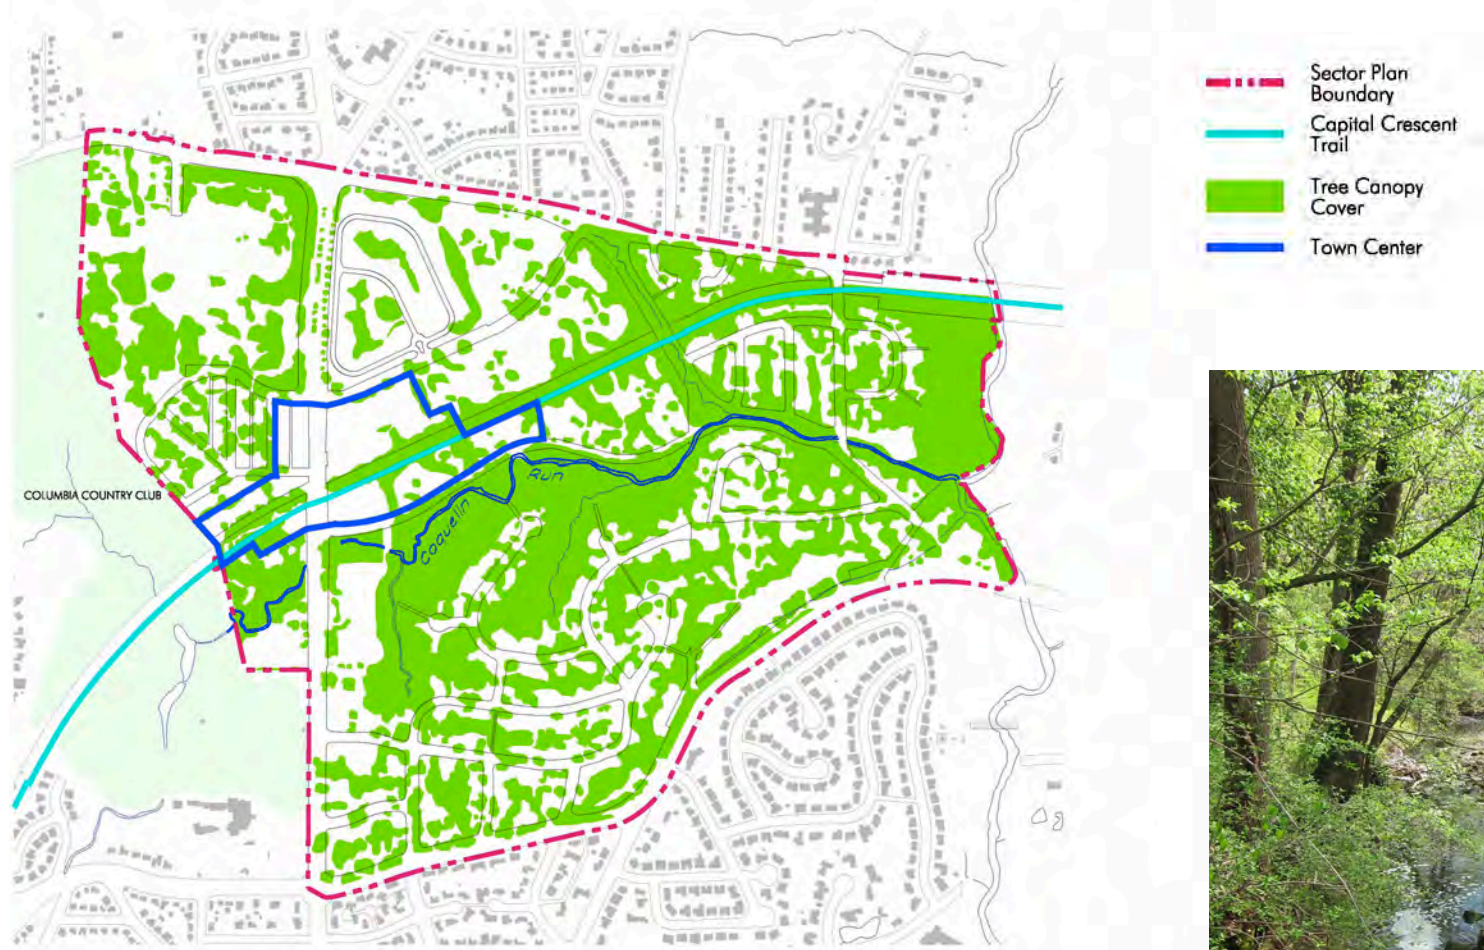 Sector Plan
Boundary
Capital Crescent
Trail
Tree Canopy
Cover
Town Center
COLUMBIA COUNTRY CLUB
Coquelin
Run